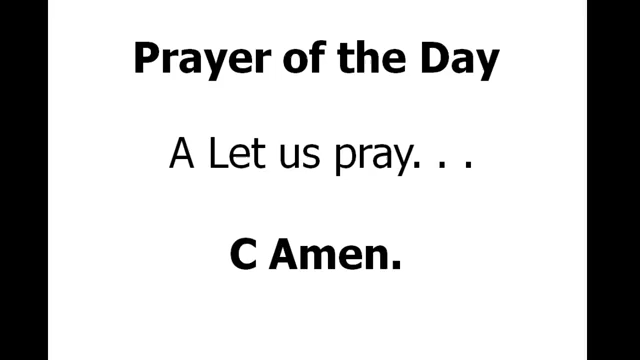 Prayer of the Day
A Let us pray. . .
C Amen.